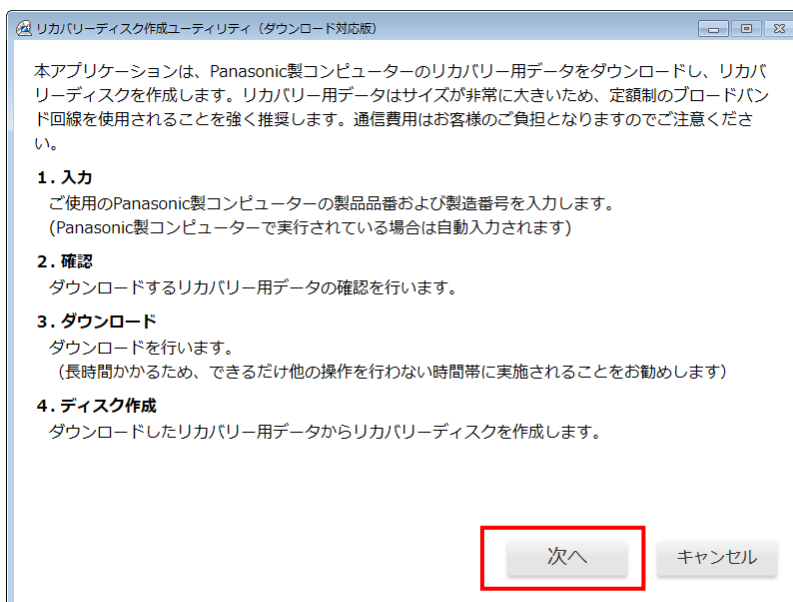 リカバリーディスク作成ユーティリティ（ダウンロード対応版）
本アプリケーションは、Panasonic製コンピューターのリカバリー用データをダウンロードし、リカバ
リーディスクを作成します。リカバリー用データはサイズが非常に大きいため、定額制のブロードバン
ド回線を使用されることを強く推奨します。通信費用はお客様のご負担となりますのでご注意くださ
い。
1. 入力
ご使用のPanasonic製コンピューターの製品品番および製造番号を入力します。
(Panasonic製コンピューターで実行されている場合は自動入力されます)
2. 確認
ダウンロードするリカバリー用データの確認を行います。
3. ダウンロード
ダウンロードを行います。
（長時間かかるため、できるだけ他の操作を行わない時間帯に実施されることをお勧めします）
4. ディスク作成
ダウンロードしたリカバリー用データからリカバリーディスクを作成します。
次へ
キャンセル